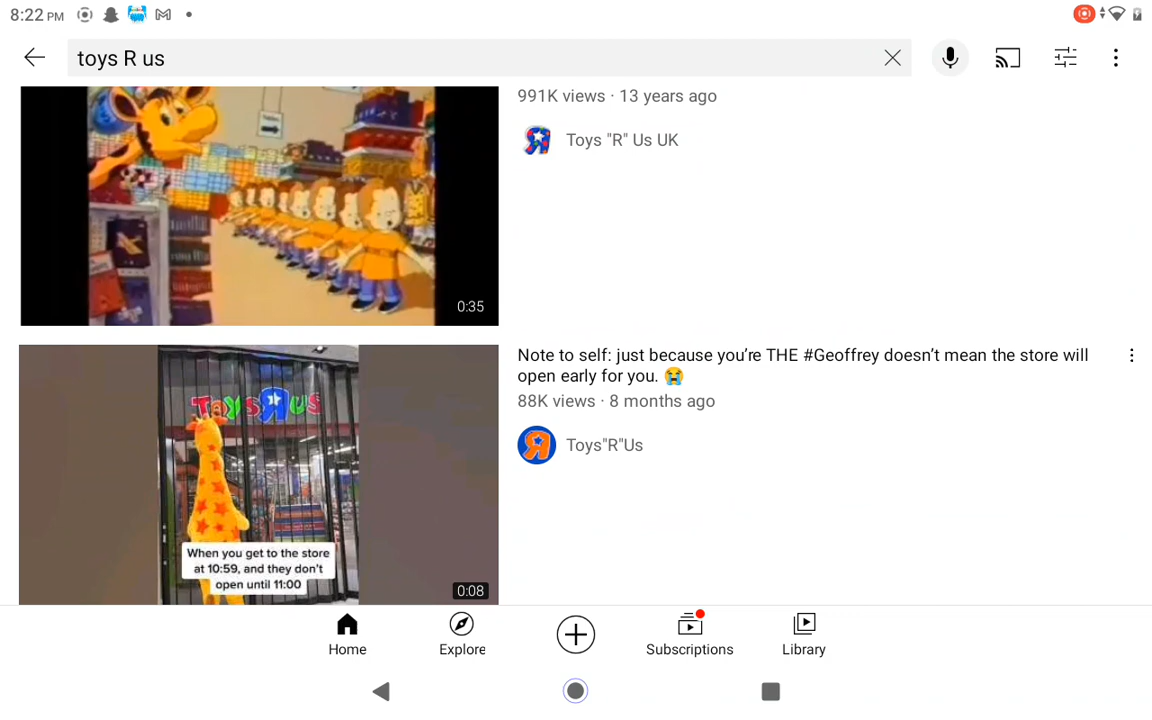 8:22 PM
toys R us
991K views · 13 years ago
Toys "R" Us UK
0:35
Note to self: just because you’re THE #Geoffrey doesn’t mean the store will
open early for you. 😭
88K views · 8 months ago
Toys"R"Us
ToysЯus
When you get to the store
at 10:59, and they don't
open until 11:00
0:08
Home
Explore
Subscriptions
Library